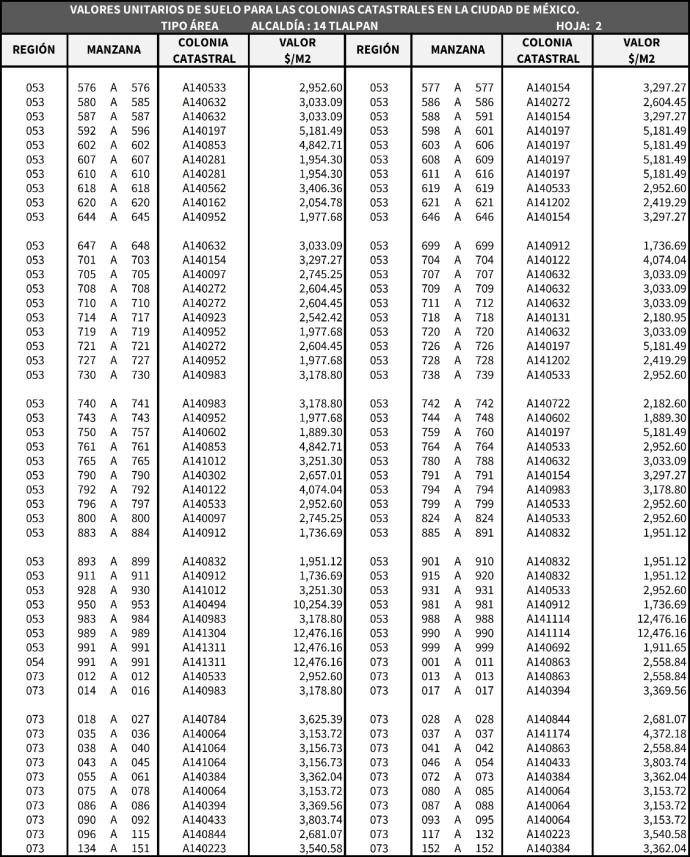 VALORES UNITARIOS DE SUELO PARA LAS COLONIAS CATASTRALES EN LA CIUDAD DE MÉXICO.
TIPO ÁREA ALCALDÍA : 14 TLALPAN HOJA: 2
REGIÓN MANZANA COLONIA CATASTRAL VALOR $/M2 REGIÓN MANZANA COLONIA CATASTRAL VALOR $/M2
053 576 A 576 A140533 2,952.60 053 577 A 577 A140154 3,297.27
053 580 A 585 A140632 3,033.09 053 586 A 586 A140272 2,604.45
053 587 A 587 A140632 3,033.09 053 588 A 591 A140154 3,297.27
053 592 A 596 A140197 5,181.49 053 598 A 601 A140197 5,181.49
053 602 A 602 A140853 4,842.71 053 603 A 606 A140197 5,181.49
053 607 A 607 A140281 1,954.30 053 608 A 609 A140197 5,181.49
053 610 A 610 A140281 1,954.30 053 611 A 616 A140197 5,181.49
053 618 A 618 A140562 3,406.36 053 619 A 619 A140533 2,952.60
053 620 A 620 A140162 2,054.78 053 621 A 621 A141202 2,419.29
053 644 A 645 A140952 1,977.68 053 646 A 646 A140154 3,297.27
053 647 A 648 A140632 3,033.09 053 699 A 699 A140912 1,736.69
053 701 A 703 A140154 3,297.27 053 704 A 704 A140122 4,074.04
053 705 A 705 A140097 2,745.25 053 707 A 707 A140632 3,033.09
053 708 A 708 A140272 2,604.45 053 709 A 709 A140632 3,033.09
053 710 A 710 A140272 2,604.45 053 711 A 712 A140632 3,033.09
053 714 A 717 A140923 2,542.42 053 718 A 718 A140131 2,180.95
053 719 A 719 A140952 1,977.68 053 720 A 720 A140632 3,033.09
053 721 A 721 A140272 2,604.45 053 726 A 726 A140197 5,181.49
053 727 A 727 A140952 1,977.68 053 728 A 728 A141202 2,419.29
053 730 A 730 A140983 3,178.80 053 738 A 739 A140533 2,952.60
053 740 A 741 A140983 3,178.80 053 742 A 742 A140722 2,182.60
053 743 A 743 A140952 1,977.68 053 744 A 748 A140602 1,889.30
053 750 A 757 A140602 1,889.30 053 759 A 760 A140197 5,181.49
053 761 A 761 A140853 4,842.71 053 764 A 764 A140533 2,952.60
053 765 A 765 A141012 3,251.30 053 780 A 788 A140632 3,033.09
053 790 A 790 A140302 2,657.01 053 791 A 791 A140154 3,297.27
053 792 A 792 A140122 4,074.04 053 794 A 794 A140983 3,178.80
053 796 A 797 A140533 2,952.60 053 799 A 799 A140533 2,952.60
053 800 A 800 A140097 2,745.25 053 824 A 824 A140533 2,952.60
053 883 A 884 A140912 1,736.69 053 885 A 891 A140832 1,951.12
053 893 A 899 A140832 1,951.12 053 901 A 910 A140832 1,951.12
053 911 A 911 A140912 1,736.69 053 915 A 920 A140832 1,951.12
053 928 A 930 A141012 3,251.30 053 931 A 931 A140533 2,952.60
053 950 A 953 A140494 10,254.39 053 981 A 981 A140912 1,736.69
053 983 A 984 A140983 3,178.80 053 988 A 988 A141114 12,476.16
053 989 A 989 A141304 12,476.16 053 990 A 990 A141114 12,476.16
053 991 A 991 A141311 12,476.16 053 999 A 999 A140692 1,911.65
054 991 A 991 A141311 12,476.16 073 001 A 011 A140863 2,558.84
073 012 A 012 A140533 2,952.60 073 013 A 013 A140863 2,558.84
073 014 A 016 A140983 3,178.80 073 017 A 017 A140394 3,369.56
073 018 A 027 A140784 3,625.39 073 028 A 028 A140844 2,681.07
073 035 A 036 A140064 3,153.72 073 037 A 037 A141174 4,372.18
073 038 A 040 A141064 3,156.73 073 041 A 042 A140863 2,558.84
073 043 A 045 A141064 3,156.73 073 046 A 054 A140433 3,803.74
073 055 A 061 A140384 3,362.04 073 072 A 073 A140384 3,362.04
073 075 A 078 A140064 3,153.72 073 080 A 085 A140064 3,153.72
073 086 A 086 A140394 3,369.56 073 087 A 088 A140064 3,153.72
073 090 A 092 A140433 3,803.74 073 093 A 095 A140064 3,153.72
073 096 A 115 A140844 2,681.07 073 117 A 132 A140223 3,540.58
073 134 A 151 A140223 3,540.58 073 152 A 152 A140384 3,362.04